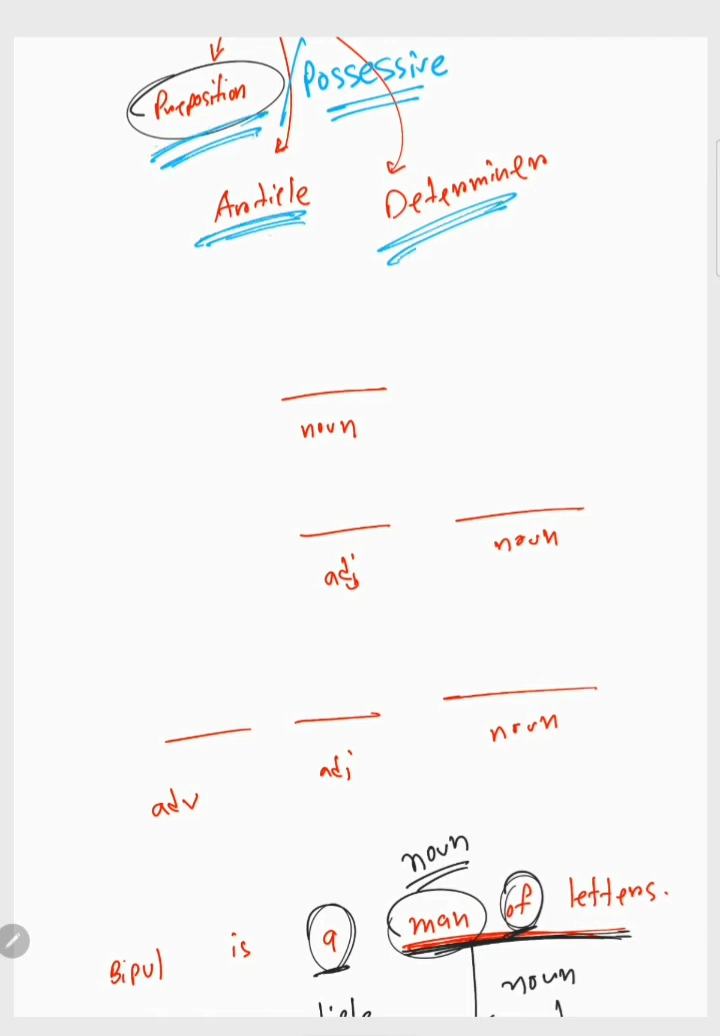 Preposition Possessive
Article Determiner
noun
adj noun
adv adj noun
noun
Bipul is a man of letters.
noun